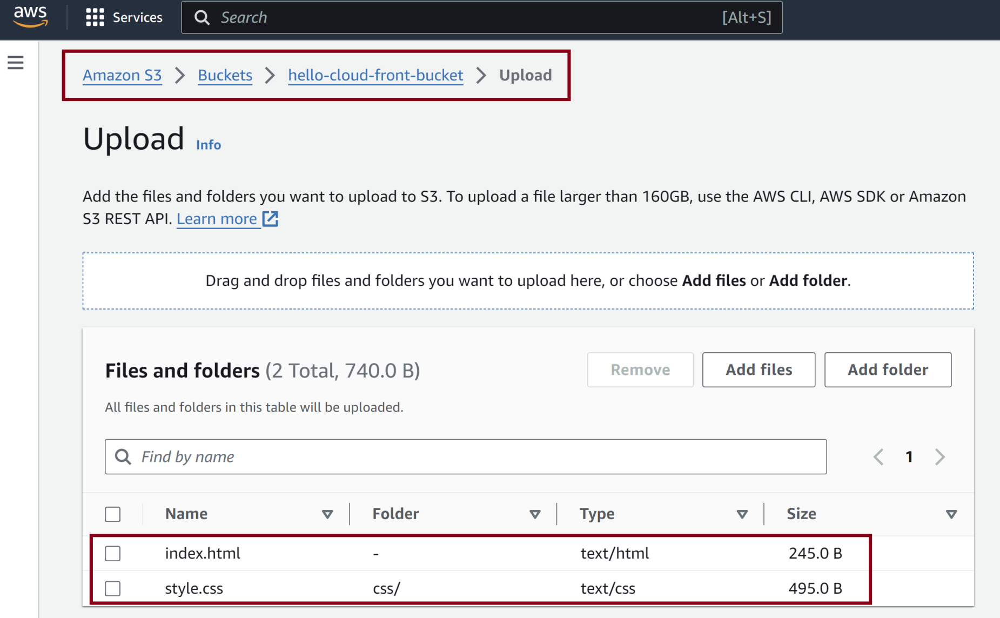 aws Services Search [Alt+S]
Amazon S3 > Buckets > hello-cloud-front-bucket > Upload
Upload Info
Add the files and folders you want to upload to S3. To upload a file larger than 160GB, use the AWS CLI, AWS SDK or Amazon
S3 REST API. Learn more
Drag and drop files and folders you want to upload here, or choose Add files or Add folder.
Files and folders (2 Total, 740.0 B) Remove Add files Add folder
All files and folders in this table will be uploaded.
Find by name 1
Name Folder Type Size
index.html - text/html 245.0 B
style.css css/ text/css 495.0 B